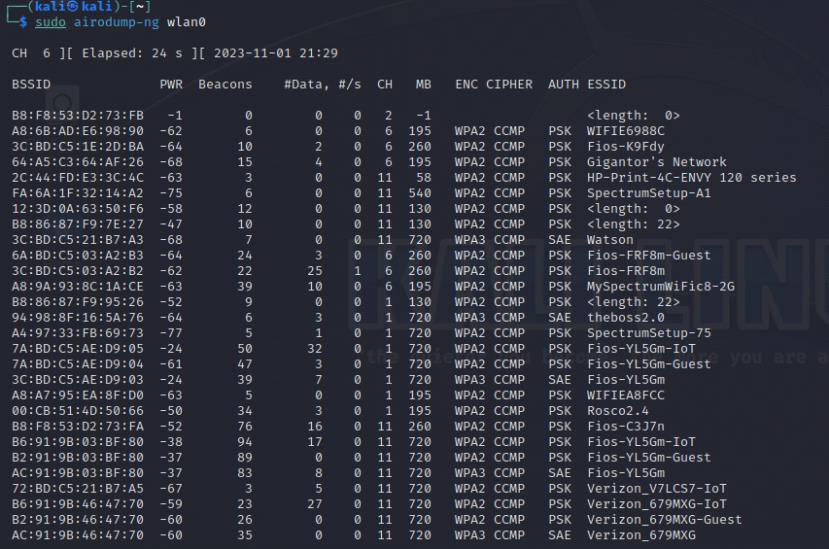 ┌──(kali㉿kali)-[~]
└─$ sudo airodump-ng wlan0
CH 6 ][ Elapsed: 24 s ][ 2023-11-01 21:29
BSSID PWR Beacons #Data, #/s CH MB ENC CIPHER AUTH ESSID
B8:F8:53:D2:73:FB -1 0 0 0 2 -1 <length: 0>
A8:6B:AD:E6:98:90 -62 6 0 0 6 195 WPA2 CCMP PSK WIFIE6988C
3C:BD:C5:1E:2D:BA -64 10 2 0 6 260 WPA2 CCMP PSK Fios-K9Fdy
64:A5:C3:64:AF:26 -68 15 4 0 6 195 WPA2 CCMP PSK Gigantor's Network
2C:44:FD:E3:3C:4C -63 3 0 0 11 58 WPA2 CCMP PSK HP-Print-4C-ENVY 120 series
FA:6A:1F:32:14:A2 -75 6 0 0 11 540 WPA2 CCMP PSK SpectrumSetup-A1
12:3D:0A:63:50:F6 -58 12 0 0 11 130 WPA2 CCMP PSK <length: 0>
B8:86:87:F9:7E:27 -47 10 0 0 11 130 WPA2 CCMP PSK <length: 22>
3C:BD:C5:21:B7:A3 -68 7 0 0 11 720 WPA3 CCMP SAE Watson
6A:BD:C5:03:A2:B3 -64 24 3 0 6 260 WPA2 CCMP PSK Fios-FRF8m-Guest
3C:BD:C5:03:A2:B2 -62 22 25 1 6 260 WPA2 CCMP PSK Fios-FRF8m
A8:9A:93:8C:1A:CE -63 39 10 0 6 195 WPA2 CCMP PSK MySpectrumWiFic8-2G
B8:86:87:F9:95:26 -52 9 0 0 1 130 WPA2 CCMP PSK <length: 22>
94:98:8F:16:5A:76 -64 6 3 0 1 720 WPA3 CCMP SAE theboss2.0
A4:97:33:FB:69:73 -77 5 1 0 1 720 WPA2 CCMP PSK SpectrumSetup-75
7A:BD:C5:AE:D9:05 -24 50 32 0 1 720 WPA2 CCMP PSK Fios-YL5Gm-IoT
7A:BD:C5:AE:D9:04 -61 47 3 0 1 720 WPA2 CCMP PSK Fios-YL5Gm-Guest
3C:BD:C5:AE:D9:03 -24 39 7 0 1 720 WPA3 CCMP SAE Fios-YL5Gm
A8:A7:95:EA:8F:D0 -63 5 0 0 1 195 WPA2 CCMP PSK WIFIEA8FCC
00:CB:51:4D:50:66 -50 34 3 0 1 195 WPA2 CCMP PSK Rosco2.4
B8:F8:53:D2:73:FA -52 76 16 0 11 260 WPA2 CCMP PSK Fios-C3J7n
B6:91:9B:03:BF:80 -38 94 17 0 11 720 WPA2 CCMP PSK Fios-YL5Gm-IoT
B2:91:9B:03:BF:80 -37 89 0 0 11 720 WPA2 CCMP PSK Fios-YL5Gm-Guest
AC:91:9B:03:BF:80 -37 83 8 0 11 720 WPA3 CCMP SAE Fios-YL5Gm
72:BD:C5:21:B7:A5 -67 3 5 0 11 720 WPA2 CCMP PSK Verizon_V7LCS7-IoT
B6:91:9B:46:47:70 -59 23 27 0 11 720 WPA2 CCMP PSK Verizon_679MXG-IoT
B2:91:9B:46:47:70 -60 26 0 0 11 720 WPA2 CCMP PSK Verizon_679MXG-Guest
AC:91:9B:46:47:70 -60 35 0 0 11 720 WPA3 CCMP SAE Verizon_679MXG